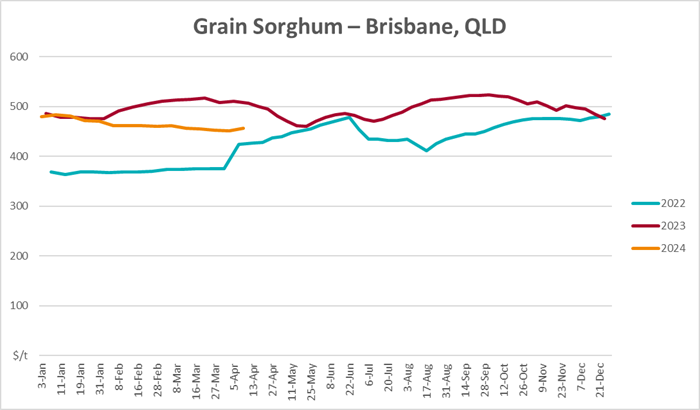 Grain Sorghum – Brisbane, QLD
600
500
400
300
200
100
$/t
3-Jan
11-Jan
19-Jan
31-Jan
8-Feb
16-Feb
28-Feb
8-Mar
16-Mar
28-Mar
5-Apr
13-Apr
27-Apr
11-May
25-May
8-Jun
22-Jun
6-Jul
20-Jul
3-Aug
17-Aug
31-Aug
14-Sep
28-Sep
12-Oct
26-Oct
9-Nov
23-Nov
7-Dec
21-Dec
2022
2023
2024